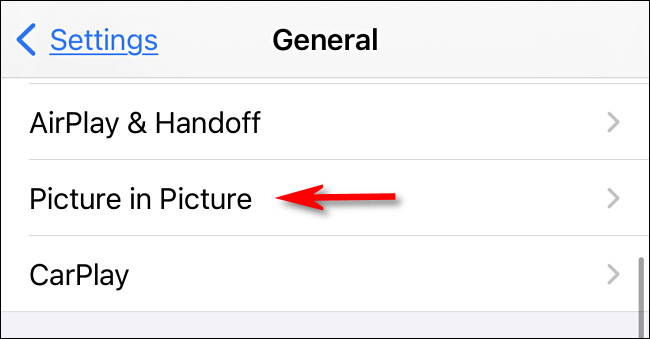 Settings
General
AirPlay & Handoff
Picture in Picture
CarPlay